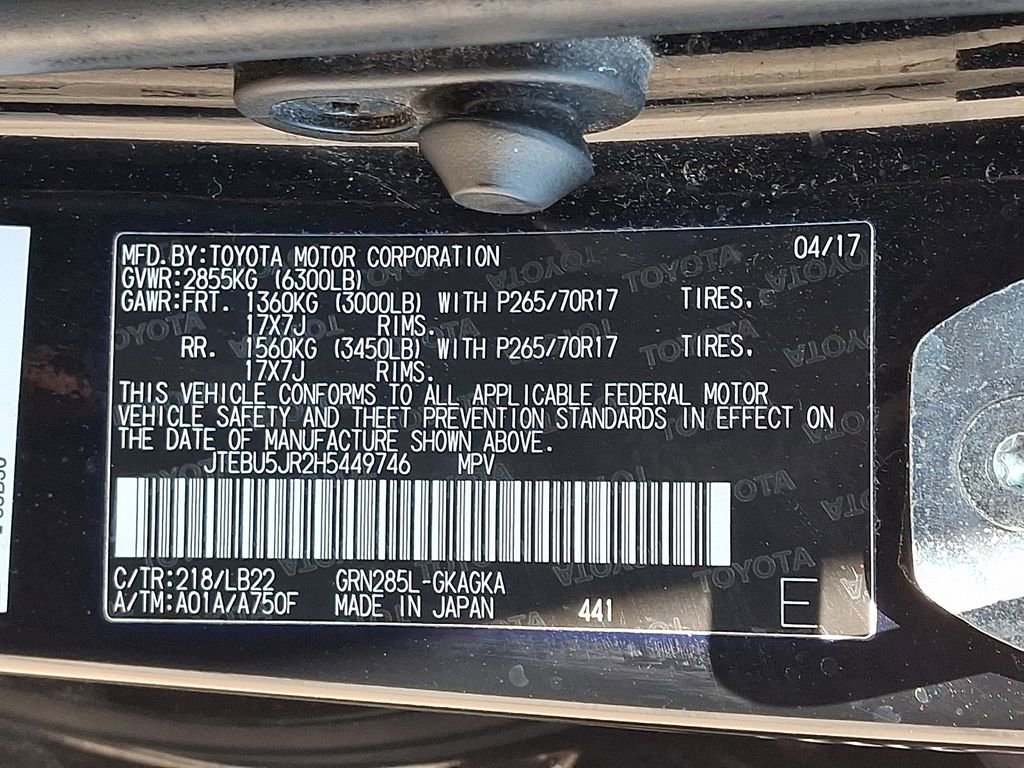 MFD.BY:TOYOTA MOTOR CORPORATION 04/17
GVWR:2855KG (6300LB)
GAWR:FRT. 1360KG (3000LB) WITH P265/70R17 TIRES,
17X7J RIMS.
RR. 1560KG (3450LB) WITH P265/70R17 TIRES,
17X7J RIMS.
THIS VEHICLE CONFORMS TO ALL APPLICABLE FEDERAL MOTOR
VEHICLE SAFETY AND THEFT PREVENTION STANDARDS IN EFFECT ON
THE DATE OF MANUFACTURE SHOWN ABOVE.
JTEBU5JR2H5449746 MPV
C/TR:218/LB22 GRN285L-GKAGKA
A/TM:A01A/A750F MADE IN JAPAN 441 E